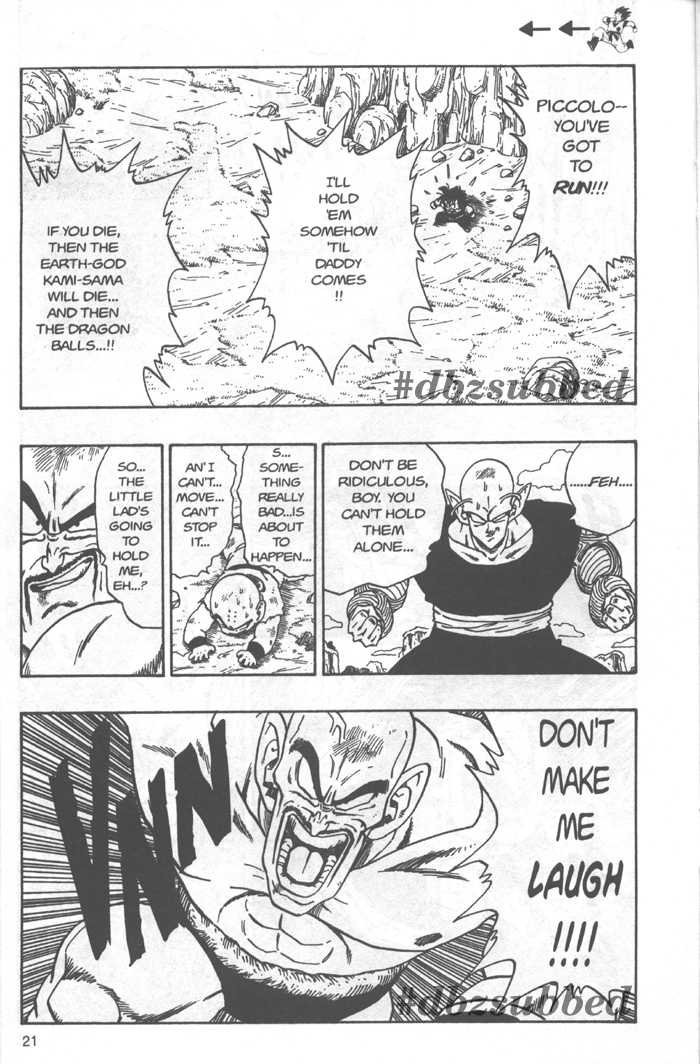 PICCOLO--
YOU'VE
GOT
TO
RUN!!!
I'LL
HOLD
'EM
SOMEHOW
'TIL
DADDY
COMES
!!
IF YOU DIE,
THEN THE
EARTH-GOD
KAMI-SAMA
WILL DIE...
AND THEN
THE DRAGON
BALLS...!!
#dbzsubbed
......FEH....
DON'T BE
RIDICULOUS,
BOY. YOU
CAN'T HOLD
THEM
ALONE...
S...
SOME-
THING
REALLY
BAD...IS
ABOUT
TO
HAPPEN...
AN' I
CAN'T...
MOVE...
CAN'T
STOP
IT...
SO...
THE
LITTLE
LAD'S
GOING
TO
HOLD
ME,
EH...?
DON'T
MAKE
ME
LAUGH
!!!!
VNN
#dbzsubbed
21